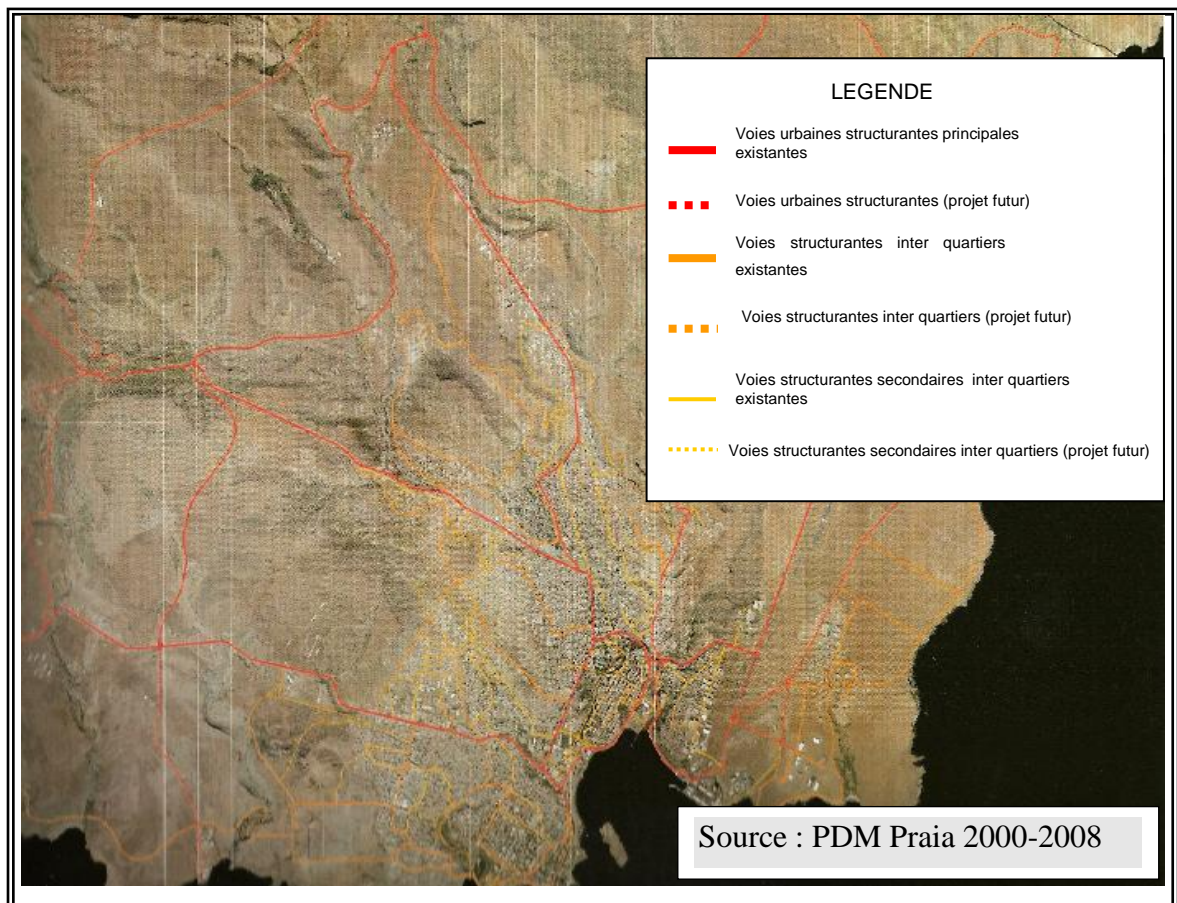 LEGENDE
Voies urbaines structurantes principales
existantes
Voies urbaines structurantes (projet futur)
Voies structurantes inter quartiers
existantes
Voies structurantes inter quartiers (projet futur)
Voies structurantes secondaires inter quartiers
existantes
Voies structurantes secondaires inter quartiers (projet futur)
Source : PDM Praia 2000-2008